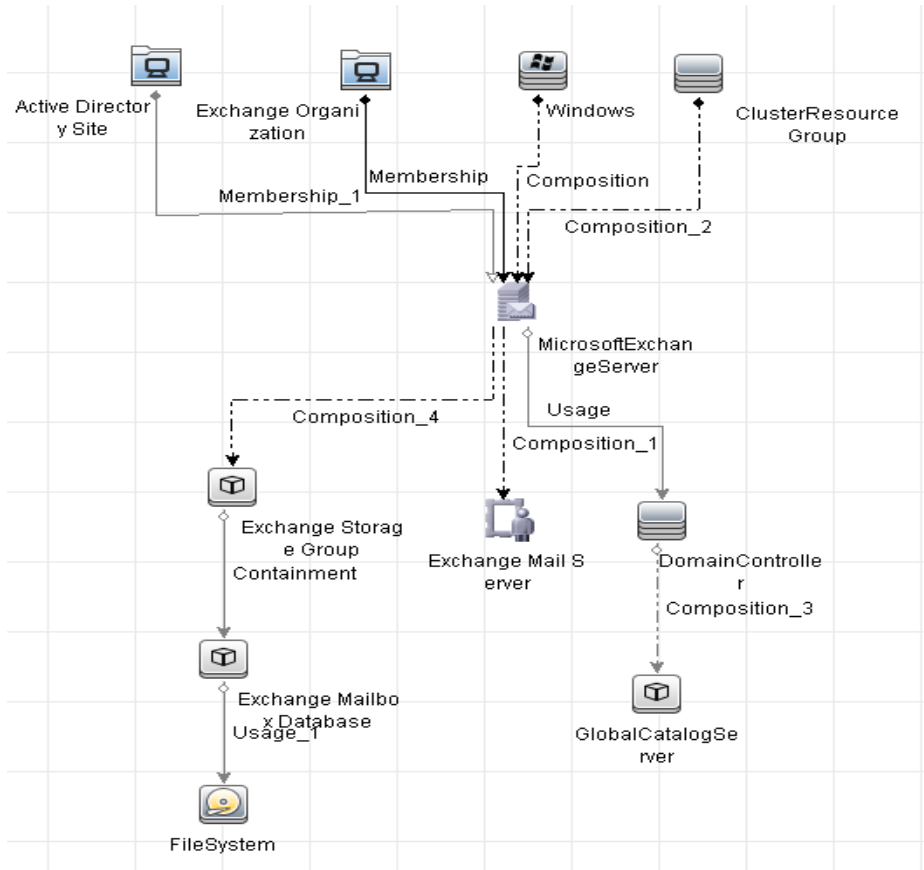 Active Director
y Site
Exchange Organi
zation
Windows
ClusterResource
Group
Membership
Composition
Membership_1
Composition_2
MicrosoftExchan
geServer
Usage
Composition_4
Composition_1
Exchange Storag
e Group
Containment
Exchange Mail S
erver
DomainControlle
r
Composition_3
Exchange Mailbo
x Database
Usage_1
GlobalCatalogSe
rver
FileSystem